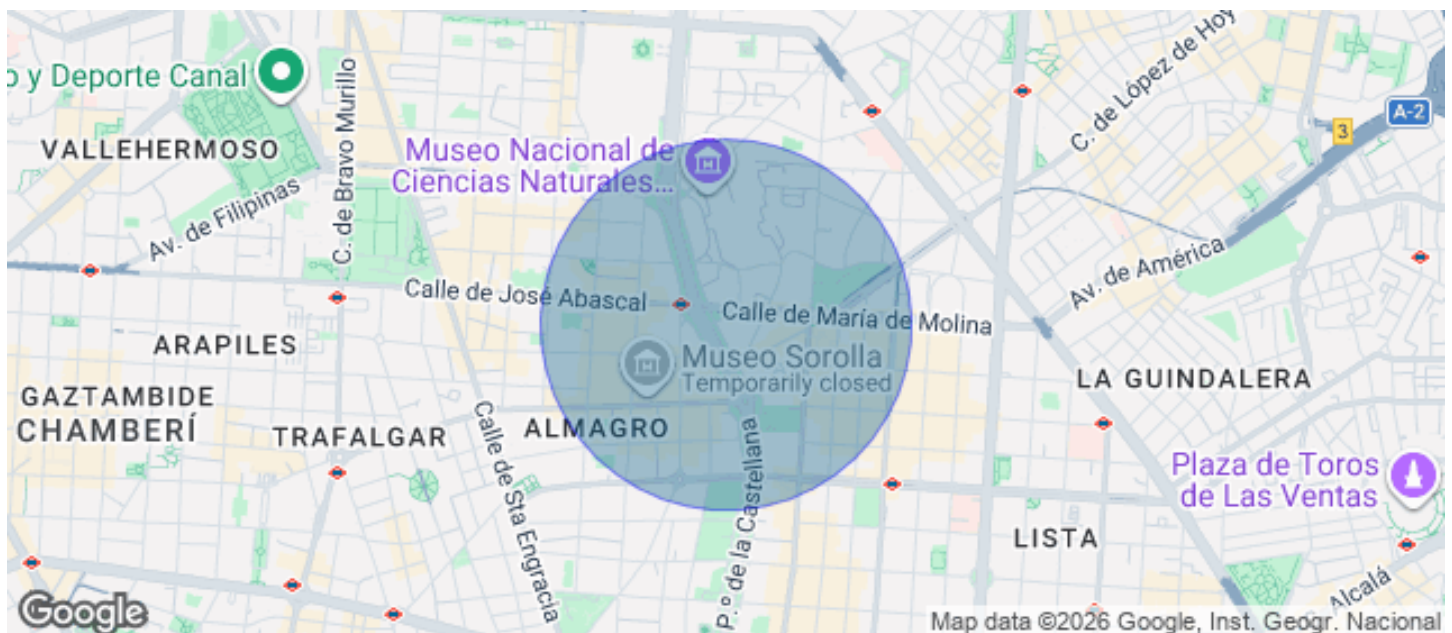 o y Deporte Canal
VALLEHERMOSO
Av. de Filipinas
C. de Bravo Murillo
Museo Nacional de
Ciencias Naturales...
C. de López de Hoy
A-2
3
Av. de América
Calle de José Abascal
Calle de María de Molina
ARAPILES
Museo Sorolla
Temporarily closed
GAZTAMBIDE
CHAMBERÍ
TRAFALGAR
ALMAGRO
LA GUINDALERA
Calle de Sta Engracia
P.º de la Castellana
Plaza de Toros
de Las Ventas
LISTA
C. Alcalá
Google
Map data ©2026 Google, Inst. Geogr. Nacional